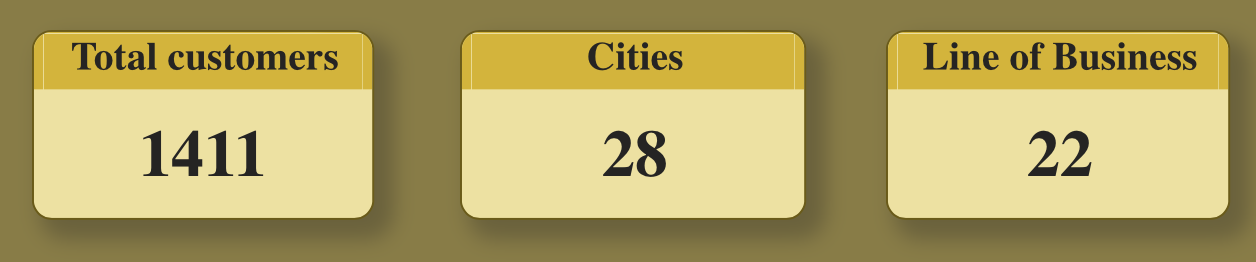 Total customers
1411
Cities
28
Line of Business
22